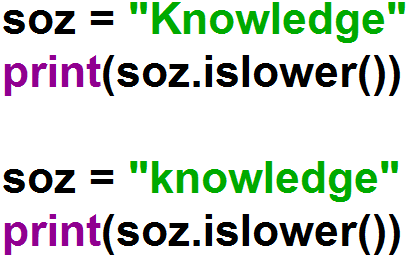 soz = "Knowledge"
print(soz.islower())
soz = "knowledge"
print(soz.islower())